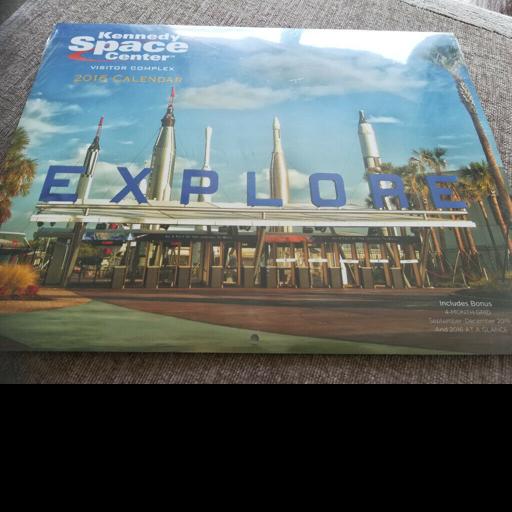 Kennedy
Space
Center
VISITOR COMPLEX
2015 CALENDAR
EXPLORE
Includes Bonus
4-MONTH GRID
September-December 2015
And 2016 AT A GLANCE